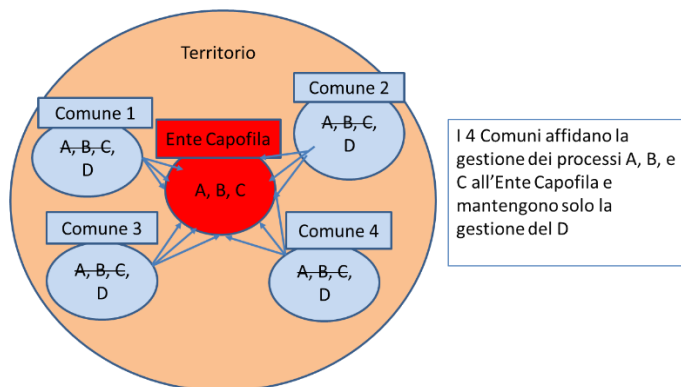 Territorio
Comune 1
A, B, C,
D
Comune 2
A, B, C,
D
Ente Capofila
A, B, C
Comune 3
A, B, C,
D
Comune 4
A, B, C,
D
I 4 Comuni affidano la
gestione dei processi A, B, e
C all'Ente Capofila e
mantengono solo la
gestione del D